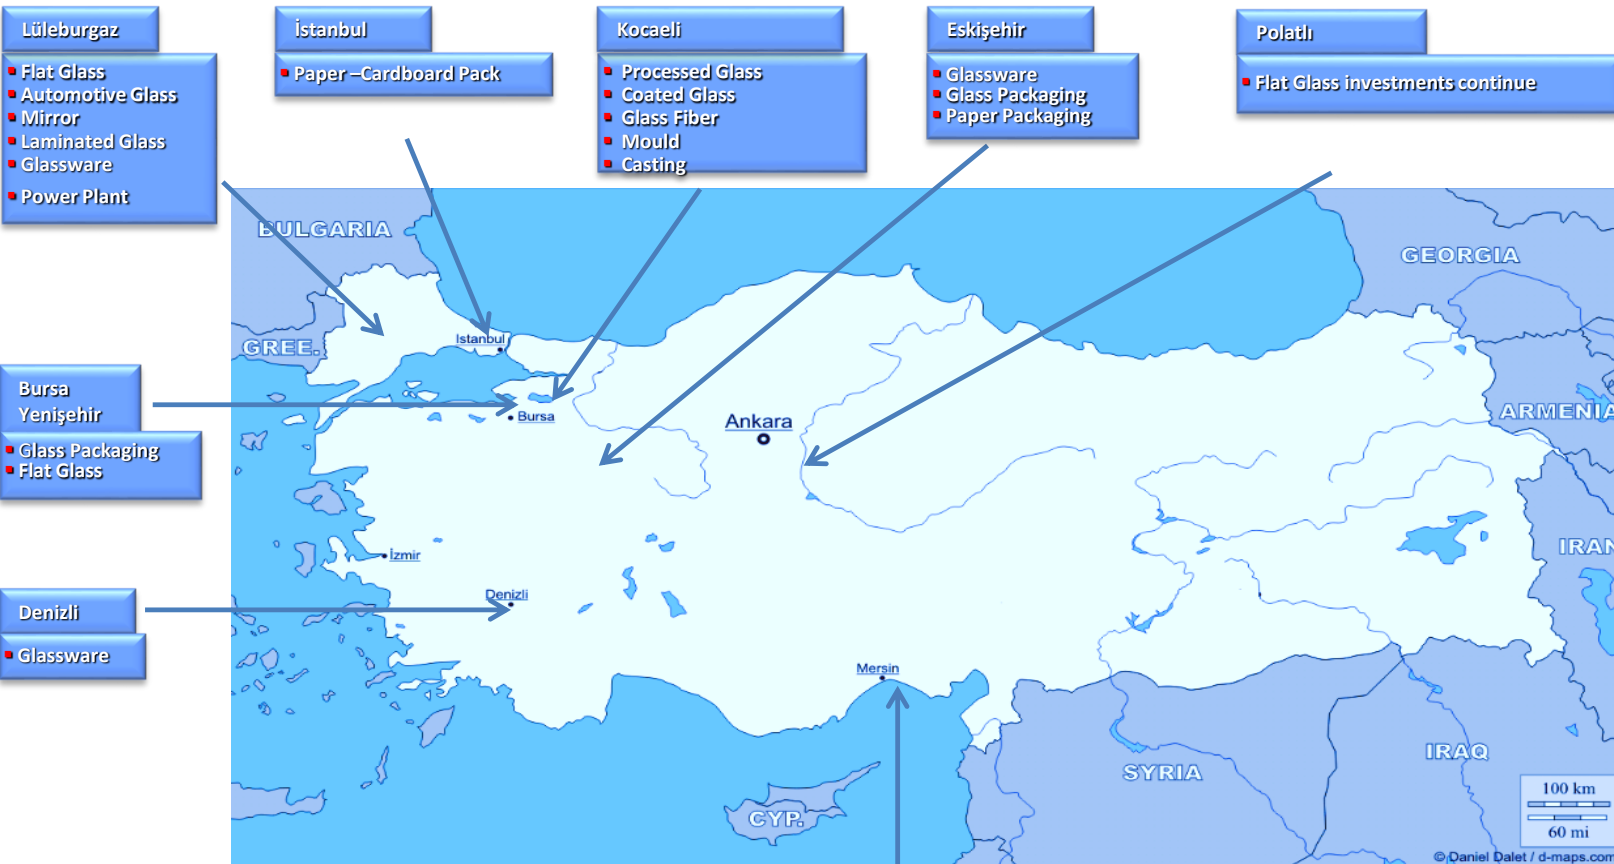 Lüleburgaz
Flat Glass
Automotive Glass
Mirror
Laminated Glass
Glassware
Power Plant
İstanbul
Paper –Cardboard Pack
Kocaeli
Processed Glass
Coated Glass
Glass Fiber
Mould
Casting
Eskişehir
Glassware
Glass Packaging
Paper Packaging
Polatlı
Flat Glass investments continue
Bursa
Yenişehir
Glass Packaging
Flat Glass
Denizli
Glassware
BULGARIA
GEORGIA
GREE.
Istanbul
ARMENIA
Bursa
Ankara
IRAN
İzmir
Denizli
Mersin
SYRIA
IRAQ
CYP.
100 km
60 mi
© Daniel Dalet / d-maps.com